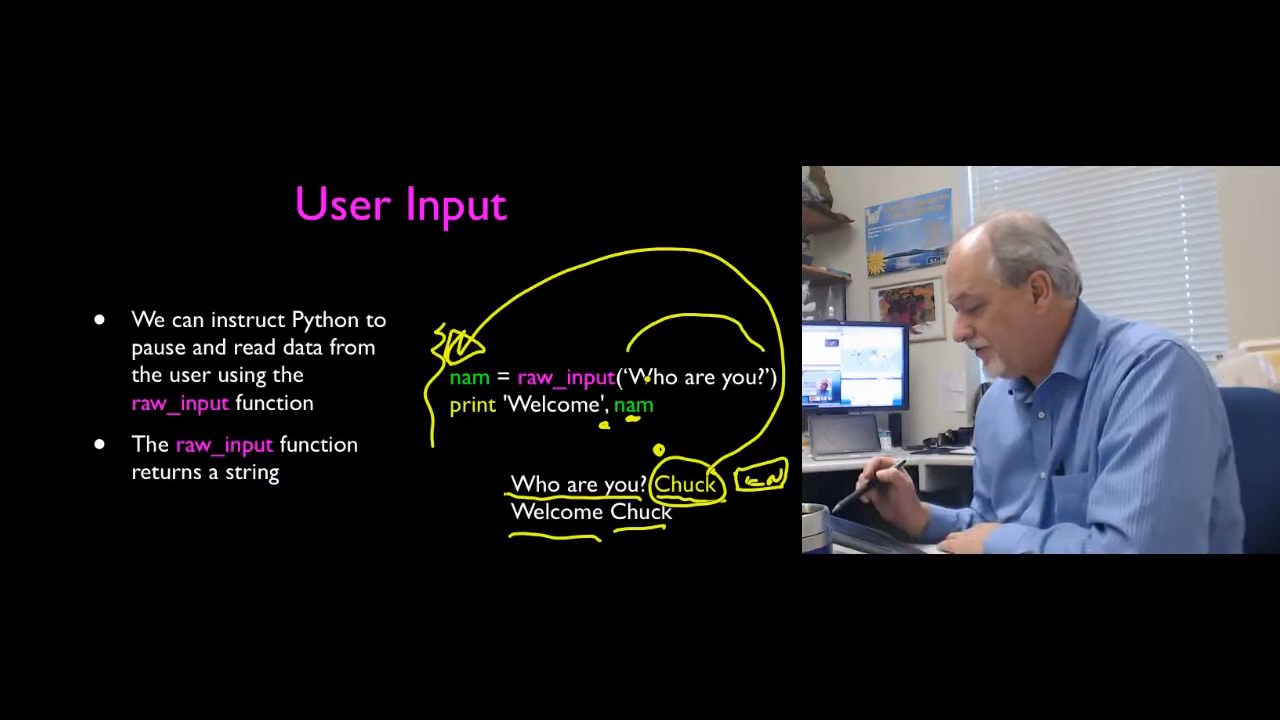 User Input
• We can instruct Python to
pause and read data from
the user using the
raw_input function
• The raw_input function
returns a string
nam = raw_input(‘Who are you?’)
print 'Welcome', nam
Who are you? Chuck
Welcome Chuck